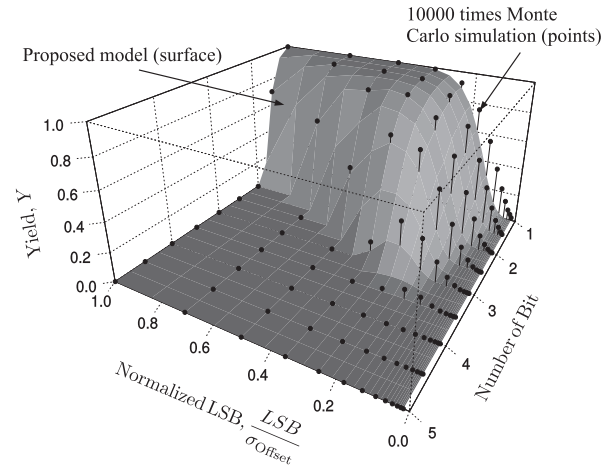 10000 times Monte
Carlo simulation (points)
Proposed model (surface)
Yield, Y
1.0
0.8
0.6
0.4
0.2
0.0
1.0
0.8
0.6
0.4
0.2
0.0
Normalized LSB, LSB / σOffset
1
2
3
4
5
Number of Bit